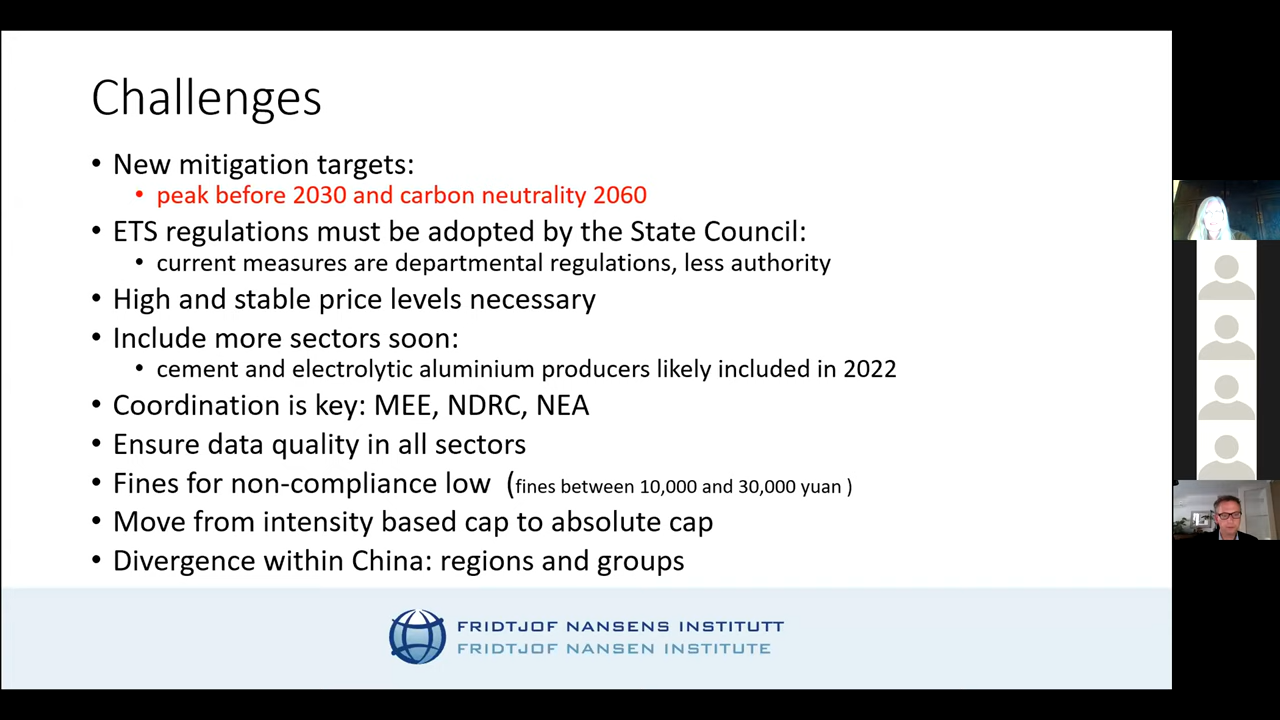 Challenges
• New mitigation targets:
• peak before 2030 and carbon neutrality 2060
• ETS regulations must be adopted by the State Council:
• current measures are departmental regulations, less authority
• High and stable price levels necessary
• Include more sectors soon:
• cement and electrolytic aluminium producers likely included in 2022
• Coordination is key: MEE, NDRC, NEA
• Ensure data quality in all sectors
• Fines for non-compliance low (fines between 10,000 and 30,000 yuan )
• Move from intensity based cap to absolute cap
• Divergence within China: regions and groups
FRIDTJOF NANSENS INSTITUTT
FRIDTJOF NANSEN INSTITUTE